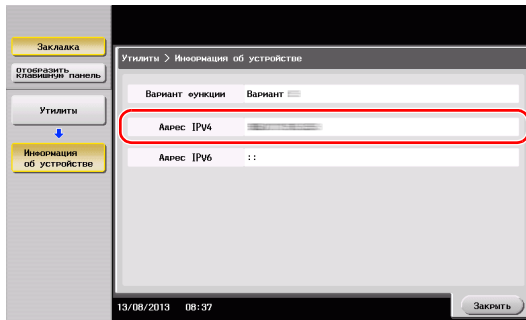 Закладка
Отобразить
клавишную панель
Утилиты
Информация
об устройстве
Утилиты > Информация об устройстве
Вариант функции Вариант
Адрес IPV4
Адрес IPV6 ::
13/08/2013 08:37
Закрыть